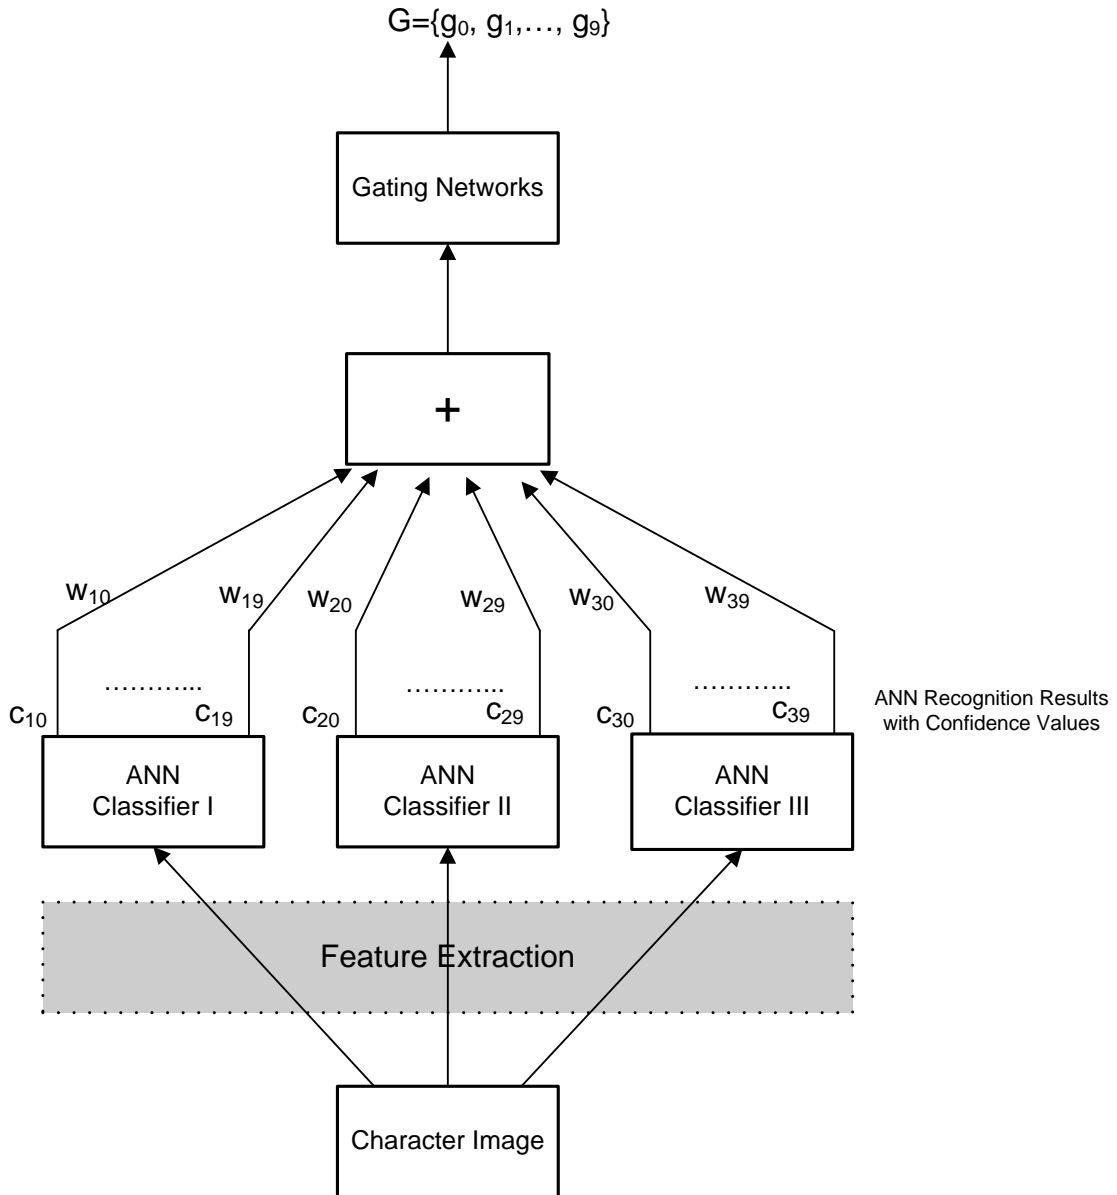 G={g₀, g₁,…, g₉}
Gating Networks
+
w₁₀
w₁₉
w₂₀
w₂₉
w₃₀
w₃₉
………...
………...
………...
c₁₀
c₁₉
c₂₀
c₂₉
c₃₀
c₃₉
ANN Recognition Results
with Confidence Values
ANN
Classifier I
ANN
Classifier II
ANN
Classifier III
Feature Extraction
Character Image